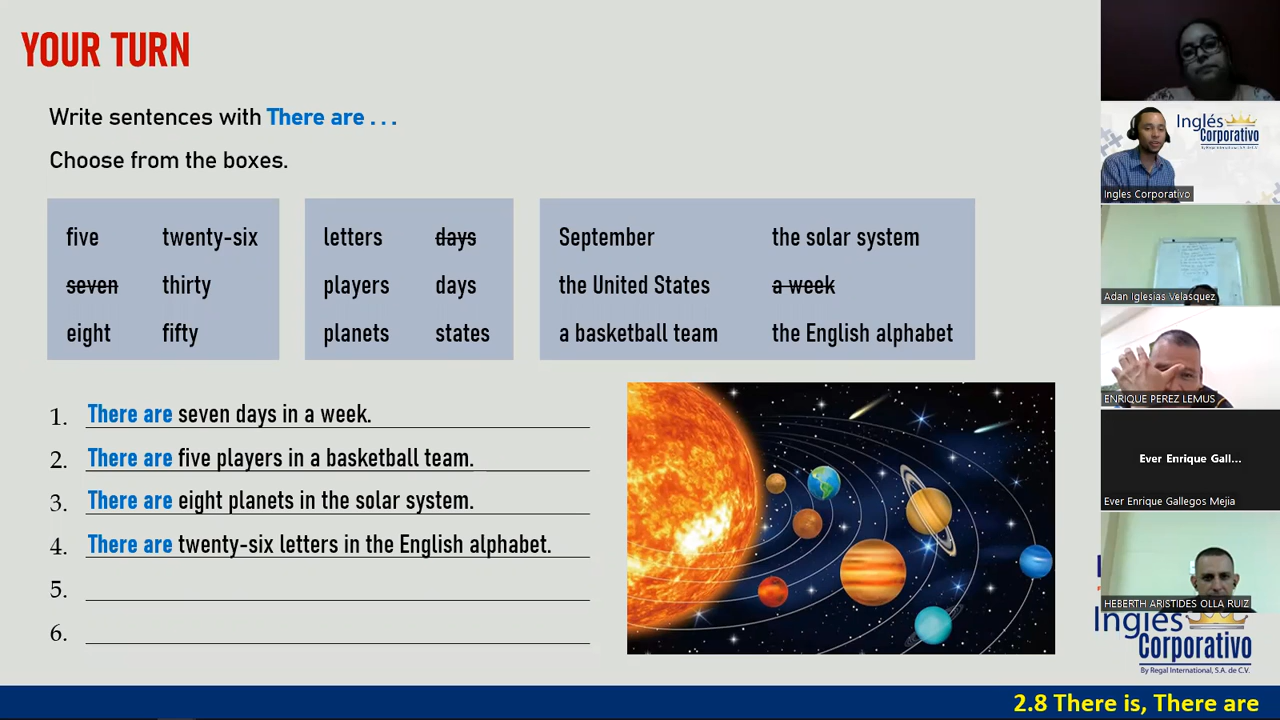 YOUR TURN
Write sentences with There are . . .
Choose from the boxes.
five twenty-six
seven thirty
eight fifty
letters days
players days
planets states
September the solar system
the United States a week
a basketball team the English alphabet
1. There are seven days in a week.
2. There are five players in a basketball team.
3. There are eight planets in the solar system.
4. There are twenty-six letters in the English alphabet.
5.
6.
2.8 There is, There are
Inglés
Corporativo
By Regal International, S.A. de C.V.
Ingles Corporativo
Adan Iglesias Velasquez
ENRIQUE PEREZ LEMUS
Ever Enrique Gall...
Ever Enrique Gallegos Mejia
HEBERTH ARISTIDES OLLA RUIZ
Inglés
Corporativo
By Regal International, S.A. de C.V.